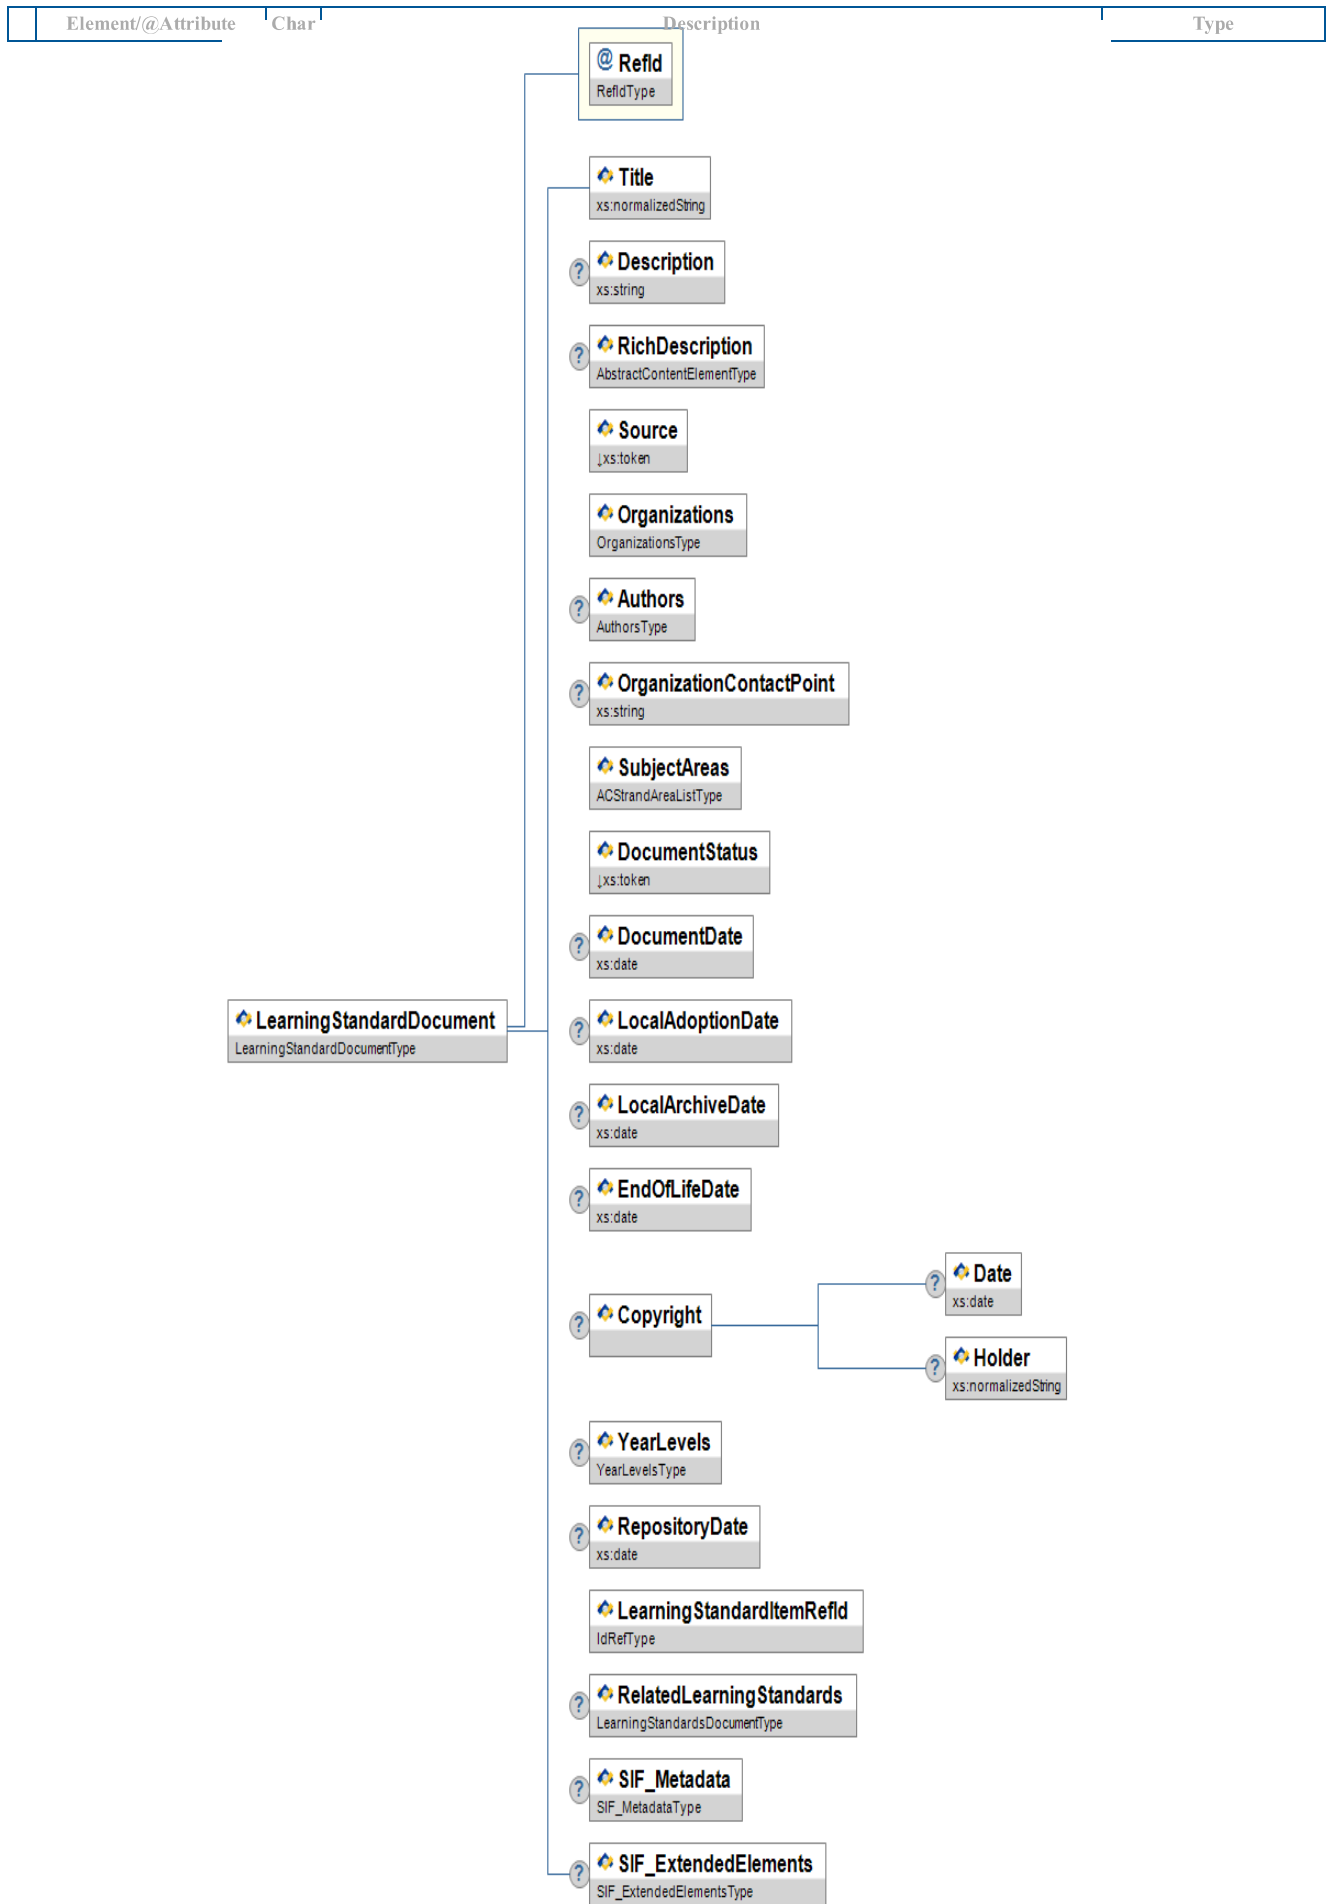 Element/@Attribute Char Description Type
@ RefId
RefIdType
Title
xs:normalizedString
? Description
xs:string
? RichDescription
AbstractContentElementType
Source
↓xs:token
Organizations
OrganizationsType
? Authors
AuthorsType
? OrganizationContactPoint
xs:string
SubjectAreas
ACStrandAreaListType
DocumentStatus
↓xs:token
? DocumentDate
xs:date
LearningStandardDocument
LearningStandardDocumentType
? LocalAdoptionDate
xs:date
? LocalArchiveDate
xs:date
? EndOfLifeDate
xs:date
? Copyright
? Date
xs:date
? Holder
xs:normalizedString
? YearLevels
YearLevelsType
? RepositoryDate
xs:date
LearningStandardItemRefId
IdRefType
? RelatedLearningStandards
LearningStandardsDocumentType
? SIF_Metadata
SIF_MetadataType
? SIF_ExtendedElements
SIF_ExtendedElementsType